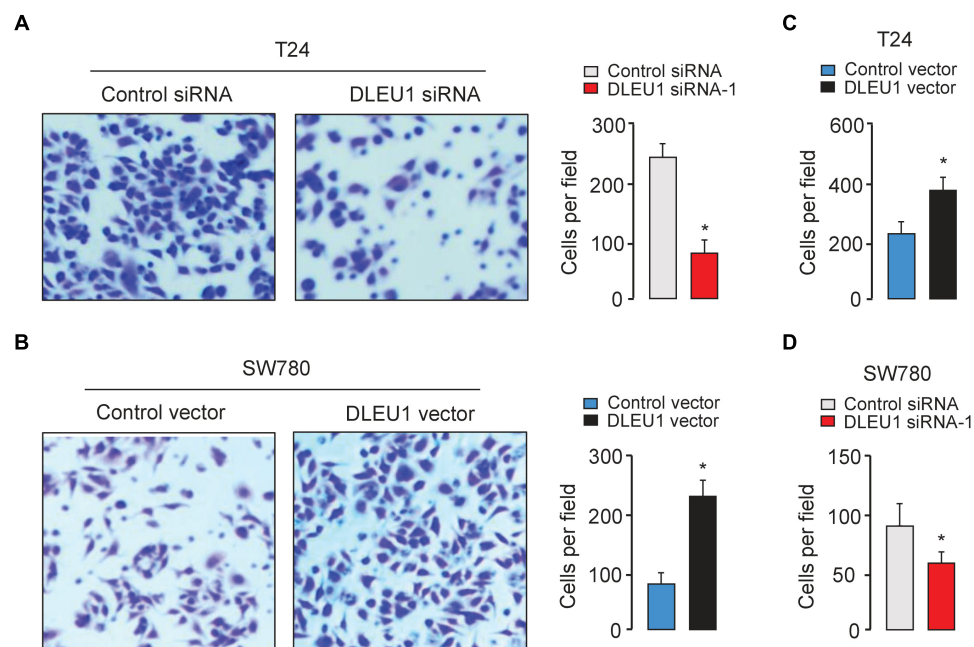 A
T24
Control siRNA
DLEU1 siRNA
Control siRNA
DLEU1 siRNA-1
Cells per field
300
200
100
0
*
C
T24
Control vector
DLEU1 vector
Cells per field
600
400
200
0
*
B
SW780
Control vector
DLEU1 vector
Control vector
DLEU1 vector
Cells per field
300
200
100
0
*
D
SW780
Control siRNA
DLEU1 siRNA-1
Cells per field
150
100
50
0
*